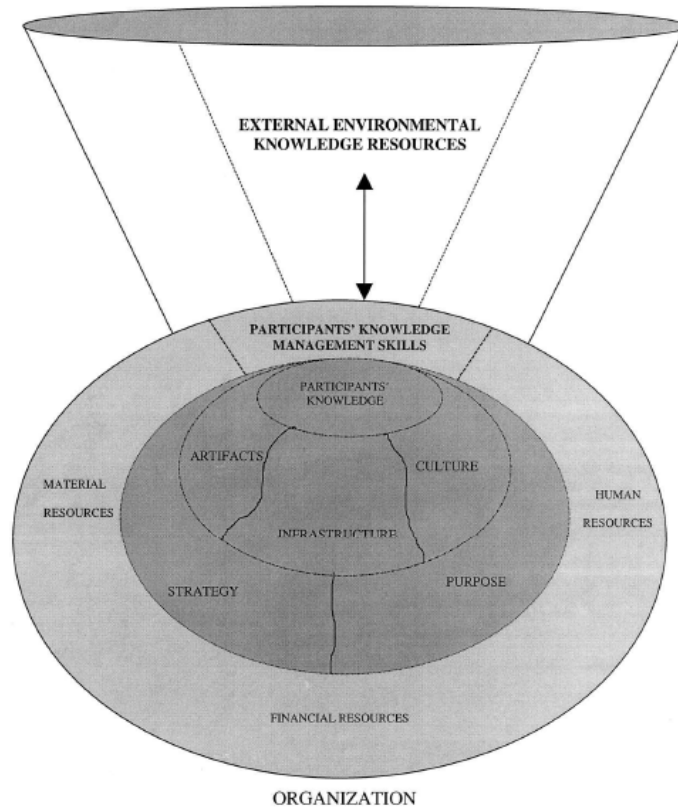 EXTERNAL ENVIRONMENTAL
KNOWLEDGE RESOURCES
PARTICIPANTS' KNOWLEDGE
MANAGEMENT SKILLS
PARTICIPANTS'
KNOWLEDGE
ARTIFACTS
CULTURE
MATERIAL
RESOURCES
HUMAN
RESOURCES
INFRASTRUCTURE
STRATEGY
PURPOSE
FINANCIAL RESOURCES
ORGANIZATION